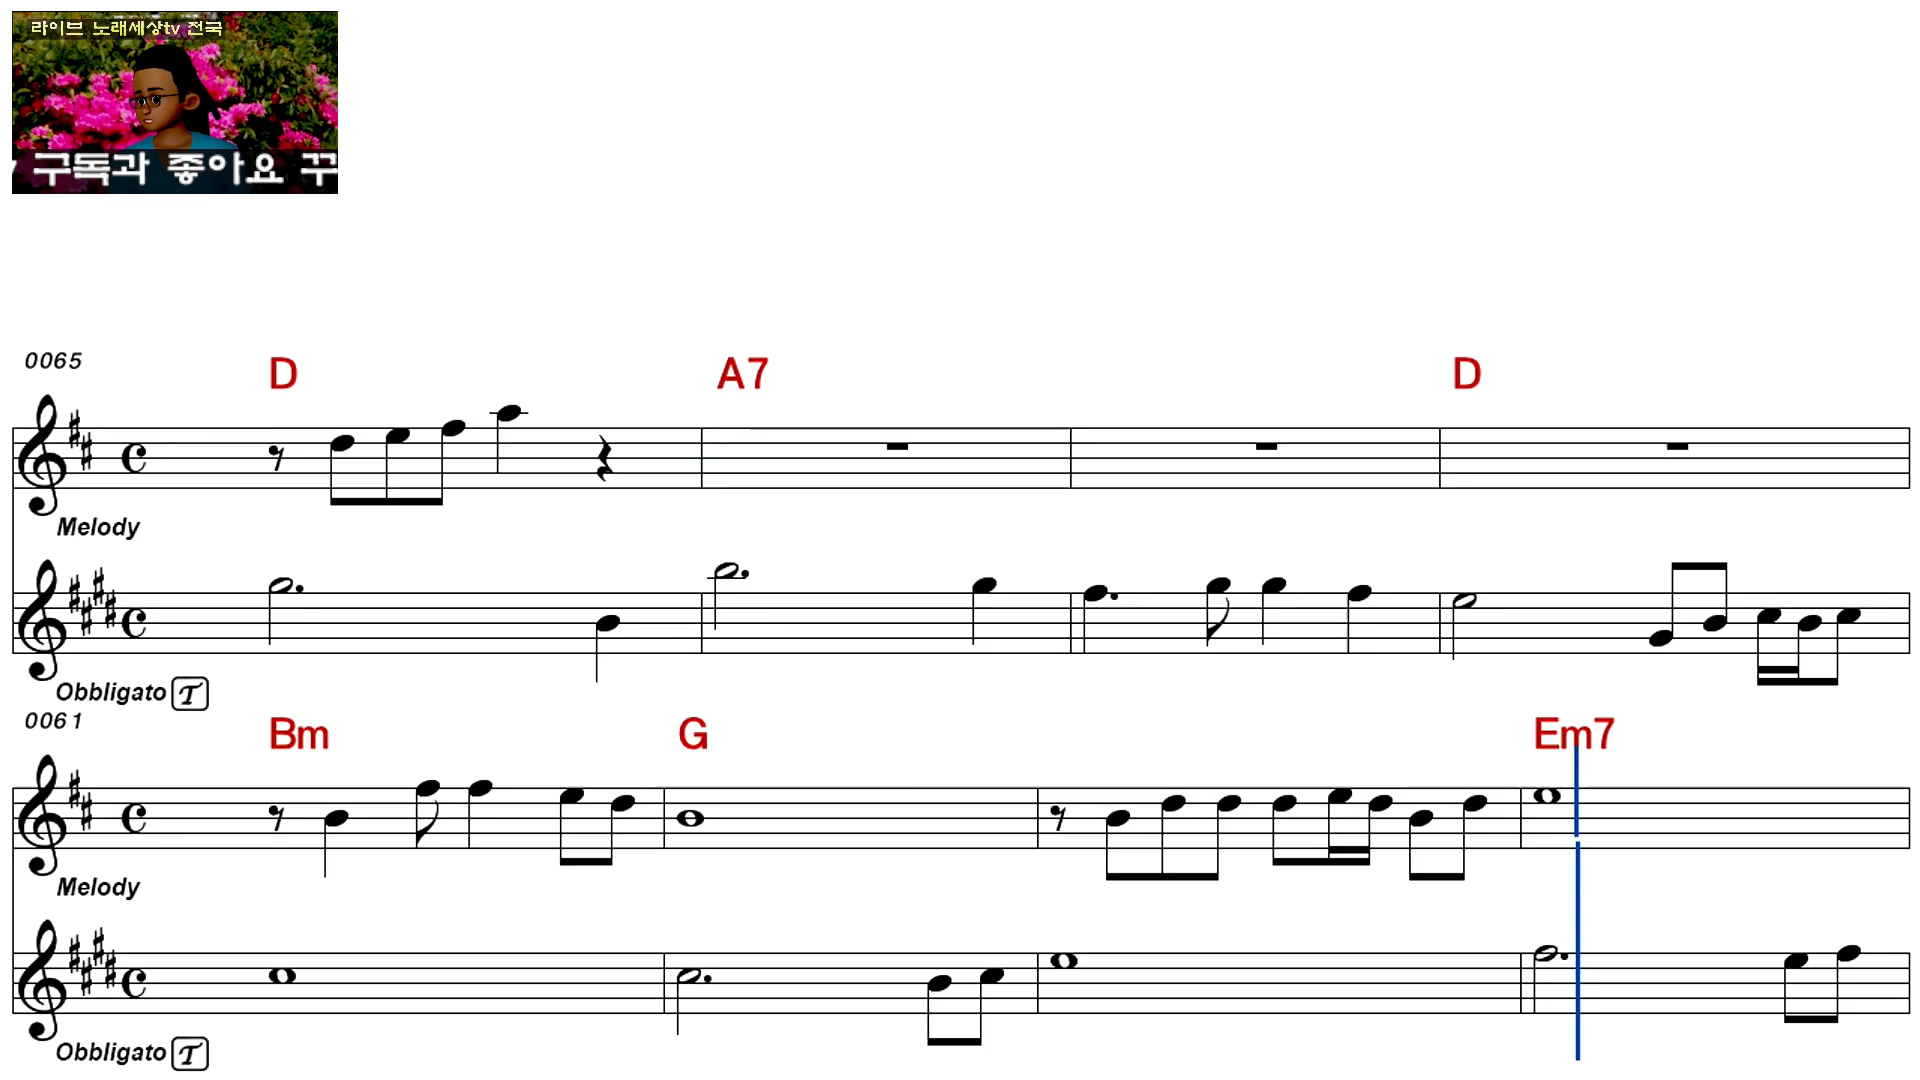 라이브 노래세상tv 전국
구독과 좋아요 꾸
0065
D A7 D
Melody
Obbligato T
0061
Bm G Em7
Melody
Obbligato T